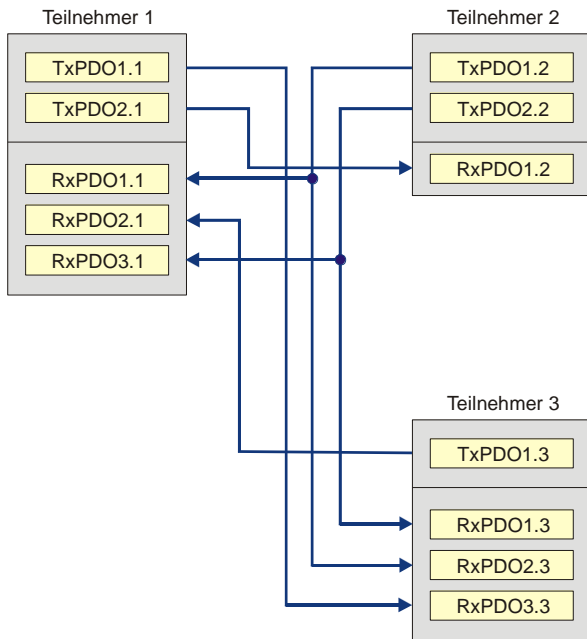 Teilnehmer 1
TxPDO1.1
TxPDO2.1
RxPDO1.1
RxPDO2.1
RxPDO3.1
Teilnehmer 2
TxPDO1.2
TxPDO2.2
RxPDO1.2
Teilnehmer 3
TxPDO1.3
RxPDO1.3
RxPDO2.3
RxPDO3.3